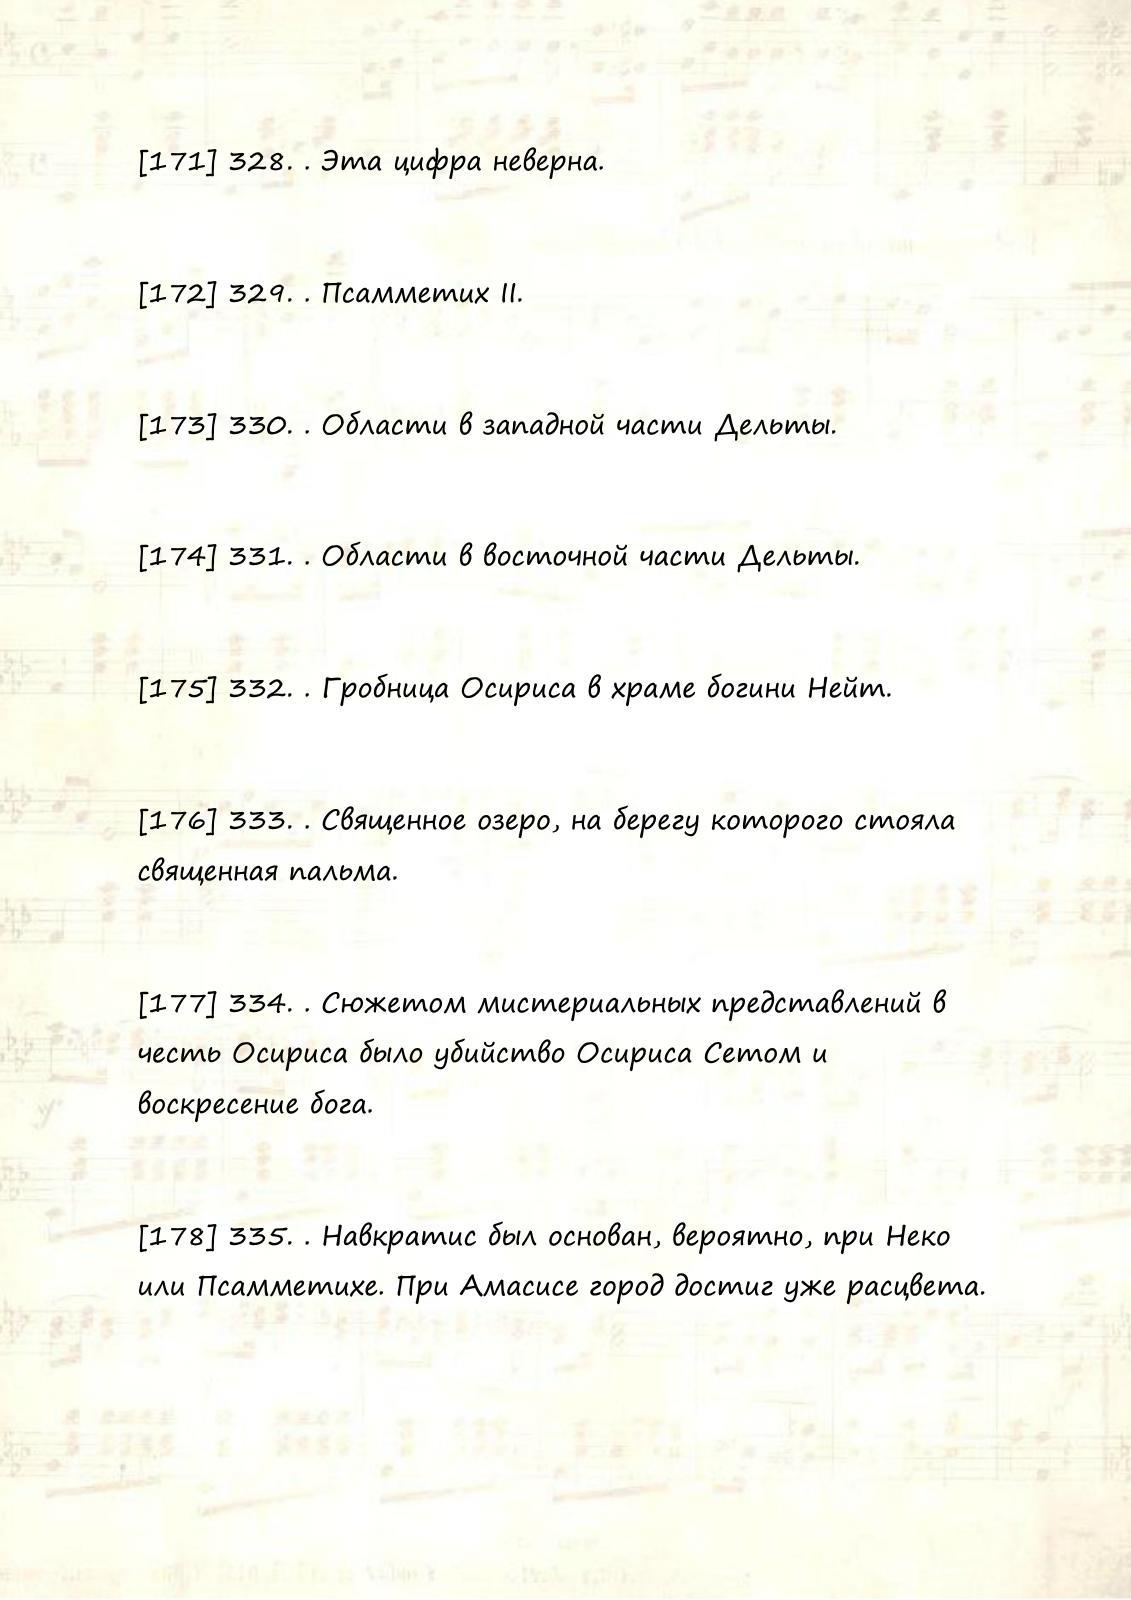 [171] 328. . Эта цифра неверна.
[172] 329. . Псамметих II.
[173] 330. . Области в западной части Дельты.
[174] 331. . Области в восточной части Дельты.
[175] 332. . Гробница Осириса в храме богини Нейт.
[176] 333. . Священное озеро, на берегу которого стояла
священная пальма.
[177] 334. . Сюжетом мистериальных представлений в
честь Осириса было убийство Осириса Сетом и
воскресение бога.
[178] 335. . Навкратис был основан, вероятно, при Неко
или Псамметихе. При Амасисе город достиг уже расцвета.